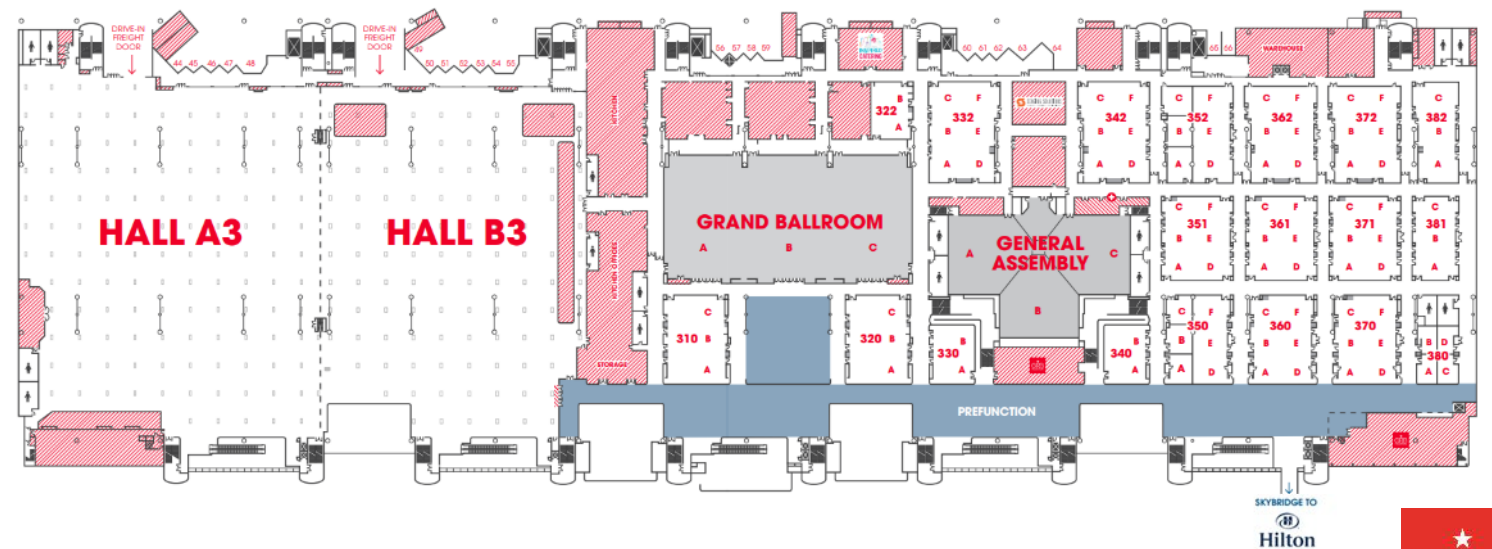 DRIVE-IN
FREIGHT
DOOR
DRIVE-IN
FREIGHT
DOOR
49
44 45 46 47 48
50 51 52 53 54 55
56 57 58 59
60 61 62 63 64
65 66
WAREHOUSE
KITCHEN
322
B
A
332
C F
B E
A D
342
C F
B E
A D
352
C F
B E
A D
362
C F
B E
A D
372
C F
B E
A D
382
C
B
A
HALL A3
HALL B3
GRAND BALLROOM
A B C
GENERAL
ASSEMBLY
A C
B
351
C F
B E
A D
361
C F
B E
A D
371
C F
B E
A D
381
C
B
A
KITCHEN OFFICES
STORAGE
310
C
B
A
320
C
B
A
330
B
A
340
B
A
350
C F
B E
A D
360
C F
B E
A D
370
C F
B E
A D
380
B D
A C
PREFUNCTION
SKYBRIDGE TO
Hilton